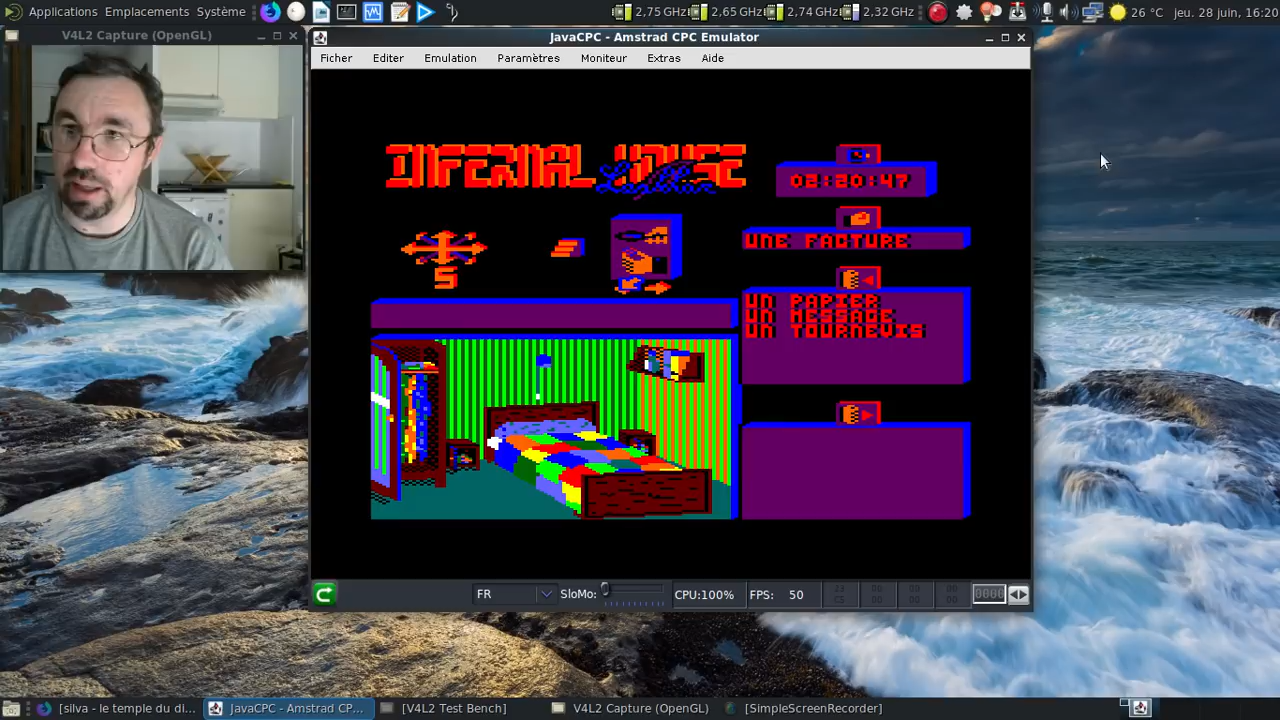 Applications Emplacements Système
2,75 GHz 2,65 GHz 2,74 GHz 2,32 GHz
26 °C jeu. 28 juin, 16:20
V4L2 Capture (OpenGL)
JavaCPC - Amstrad CPC Emulator
Ficher Editer Emulation Paramètres Moniteur Extras Aide
INFERNAL HOUSE
02:20:47
UNE FACTURE
S
UN PAPIER
UN MESSAGE
UN TOURNEVIS
FR SloMo: CPU:100% FPS: 50
0000
[silva - le temple du di... JavaCPC - Amstrad CP... [V4L2 Test Bench] V4L2 Capture (OpenGL) [SimpleScreenRecorder]